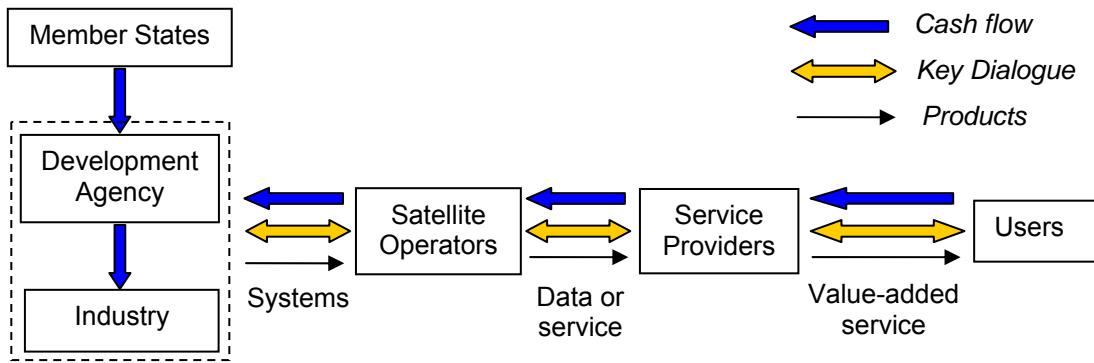 Member States
Cash flow
Key Dialogue
Products
Development
Agency
Industry
Systems
Satellite
Operators
Data or
service
Service
Providers
Value-added
service
Users